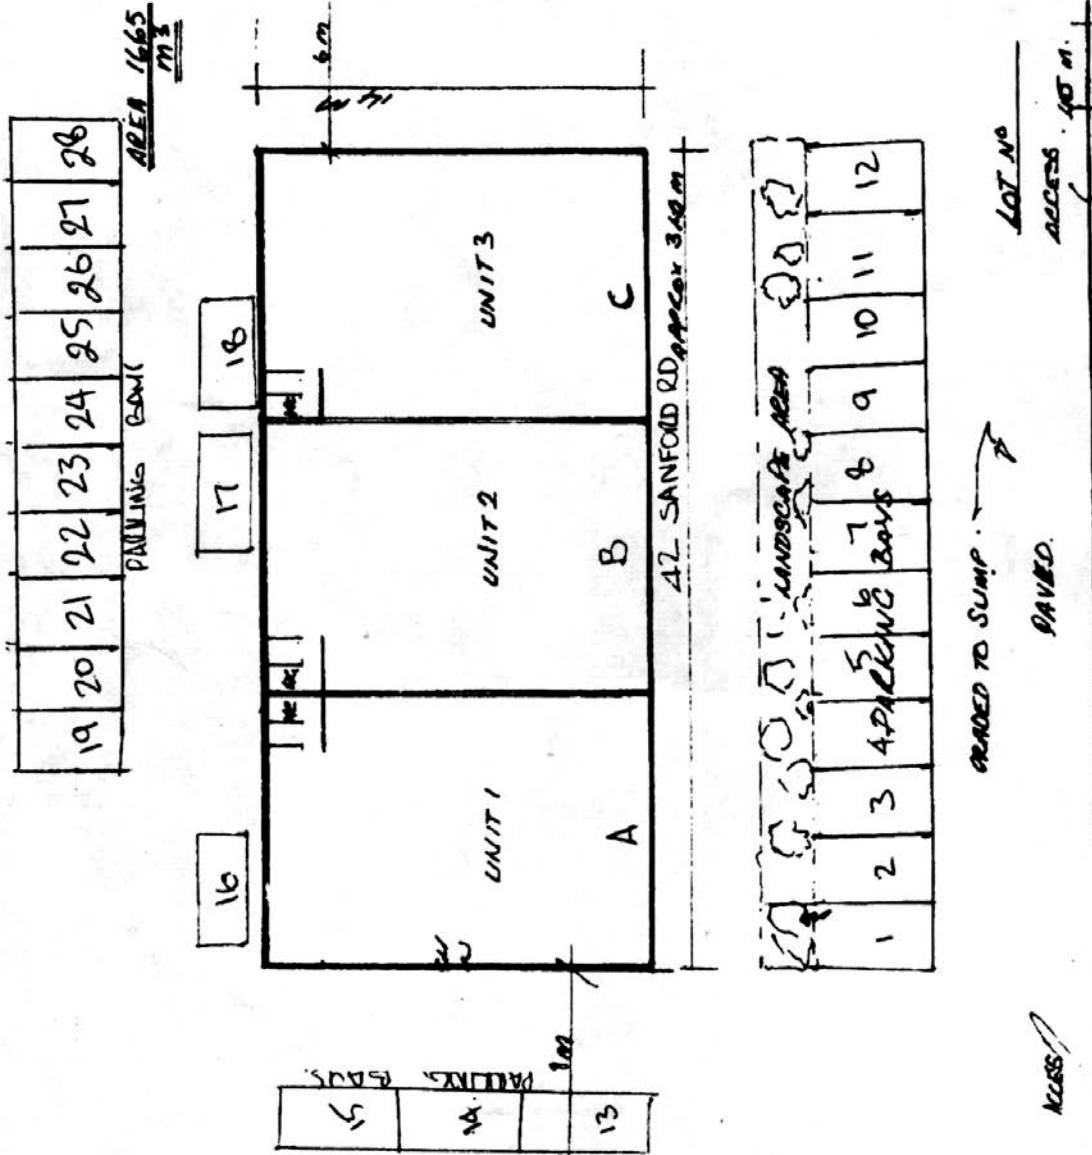 19 20 21 22 23 24 25 26 27 28
AREA 1665
m²
PARKING
16
17
18
6m
UNIT 1
UNIT 2
UNIT 3
A
B
C
42 SANFORD RD
LANDSCAPE AREA
1 2 3 4 5 6 7 8 9 10 11 12
PARKING BAYS
PARKING BAYS.
15
14
13
GRADED TO SUMP.
PAVED.
LOT No
ACCESS
ACCESS